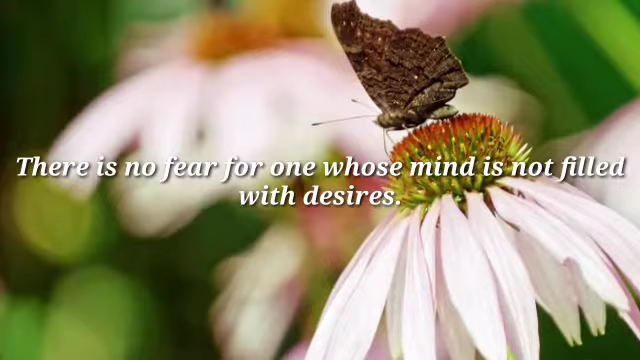 There is no fear for one whose mind is not filled
with desires.